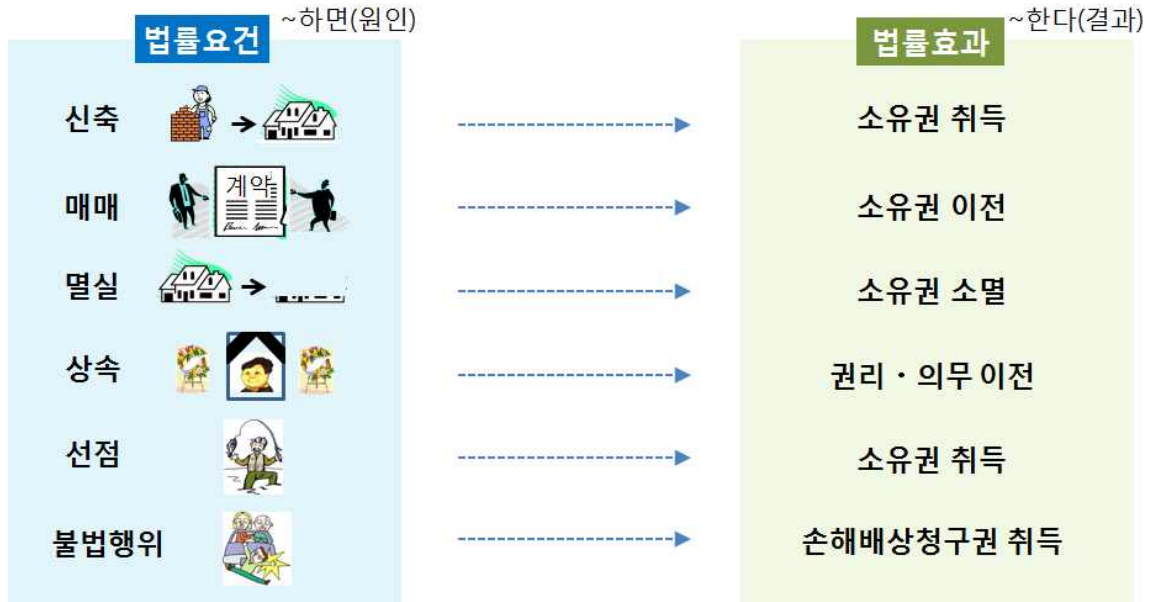 법률요건 ~하면(원인)
법률효과 ~한다(결과)
신축 소유권 취득
매매 계약 소유권 이전
멸실 소유권 소멸
상속 권리・의무 이전
선점 소유권 취득
불법행위 손해배상청구권 취득